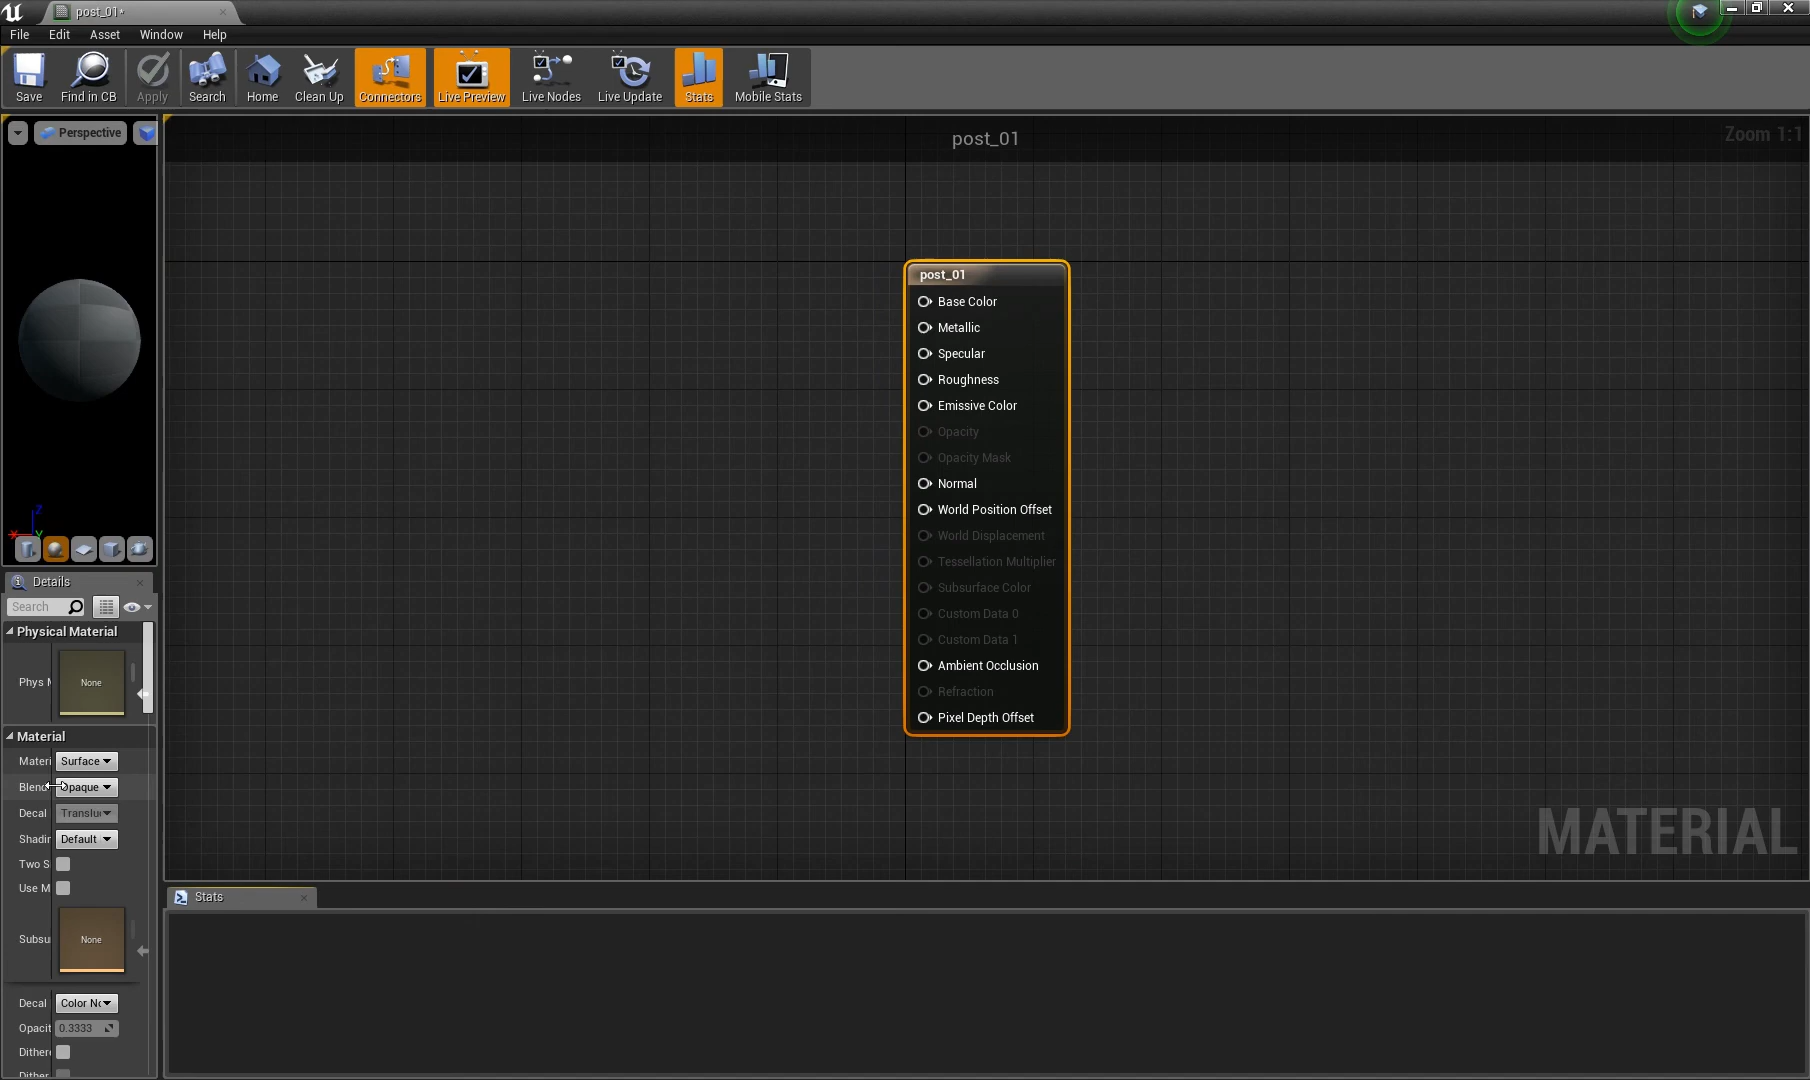 post_01*
File Edit Asset Window Help
Save Find in CB Apply Search Home Clean Up Connectors Live Preview Live Nodes Live Update Stats Mobile Stats
Perspective
post_01
Zoom 1:1
post_01
Base Color
Metallic
Specular
Roughness
Emissive Color
Opacity
Opacity Mask
Normal
World Position Offset
World Displacement
Tessellation Multiplier
Subsurface Color
Custom Data 0
Custom Data 1
Ambient Occlusion
Refraction
Pixel Depth Offset
MATERIAL
Z
X
Y
Details
Search
Physical Material
Phys M
None
Material
Materi Surface
Blend Opaque
Decal Transluc
Shadin Default
Two S
Use M
Subsu None
Decal Color No
Opacit 0.3333
Dithere
Dither
Stats